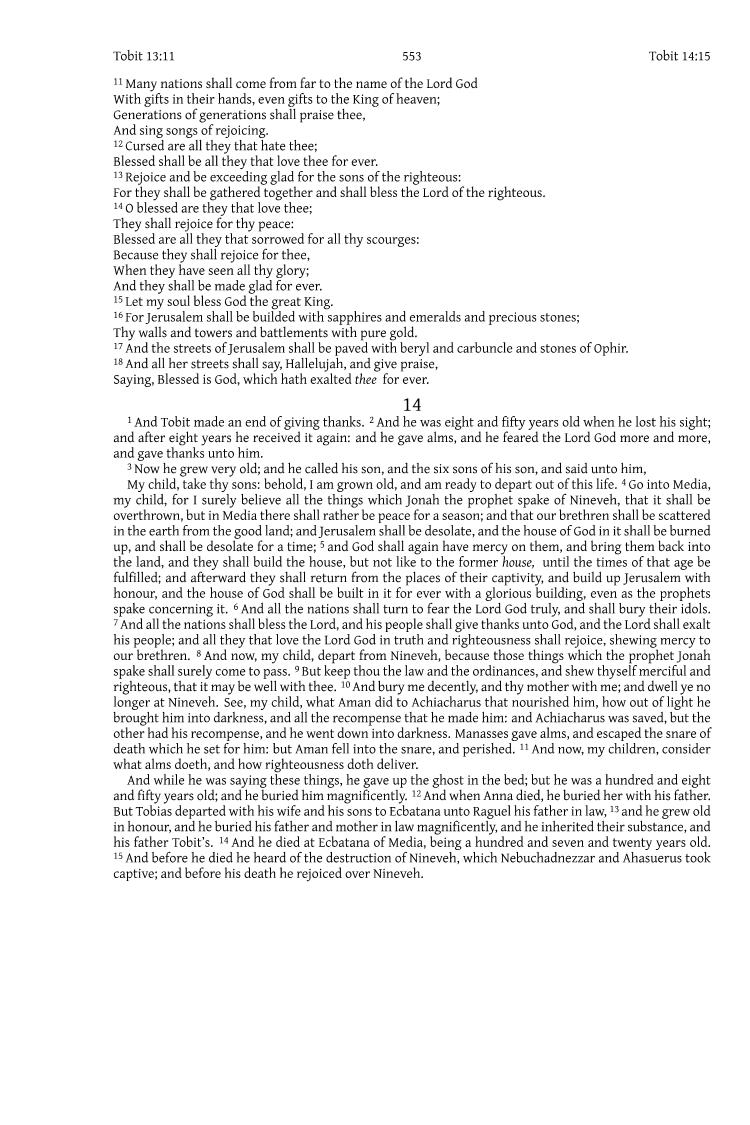 Tobit 13:11 553 Tobit 14:15
11 Many nations shall come from far to the name of the Lord God
With gifts in their hands, even gifts to the King of heaven;
Generations of generations shall praise thee,
And sing songs of rejoicing.
12 Cursed are all they that hate thee;
Blessed shall be all they that love thee for ever.
13 Rejoice and be exceeding glad for the sons of the righteous:
For they shall be gathered together and shall bless the Lord of the righteous.
14 O blessed are they that love thee;
They shall rejoice for thy peace:
Blessed are all they that sorrowed for all thy scourges:
Because they shall rejoice for thee,
When they have seen all thy glory;
And they shall be made glad for ever.
15 Let my soul bless God the great King.
16 For Jerusalem shall be builded with sapphires and emeralds and precious stones;
Thy walls and towers and battlements with pure gold.
17 And the streets of Jerusalem shall be paved with beryl and carbuncle and stones of Ophir.
18 And all her streets shall say, Hallelujah, and give praise,
Saying, Blessed is God, which hath exalted thee for ever.
14
1 And Tobit made an end of giving thanks. 2 And he was eight and fifty years old when he lost his sight;
and after eight years he received it again: and he gave alms, and he feared the Lord God more and more,
and gave thanks unto him.
3 Now he grew very old; and he called his son, and the six sons of his son, and said unto him,
My child, take thy sons: behold, I am grown old, and am ready to depart out of this life. 4 Go into Media,
my child, for I surely believe all the things which Jonah the prophet spake of Nineveh, that it shall be
overthrown, but in Media there shall rather be peace for a season; and that our brethren shall be scattered
in the earth from the good land; and Jerusalem shall be desolate, and the house of God in it shall be burned
up, and shall be desolate for a time; 5 and God shall again have mercy on them, and bring them back into
the land, and they shall build the house, but not like to the former house, until the times of that age be
fulfilled; and afterward they shall return from the places of their captivity, and build up Jerusalem with
honour, and the house of God shall be built in it for ever with a glorious building, even as the prophets
spake concerning it. 6 And all the nations shall turn to fear the Lord God truly, and shall bury their idols.
7 And all the nations shall bless the Lord, and his people shall give thanks unto God, and the Lord shall exalt
his people; and all they that love the Lord God in truth and righteousness shall rejoice, shewing mercy to
our brethren. 8 And now, my child, depart from Nineveh, because those things which the prophet Jonah
spake shall surely come to pass. 9 But keep thou the law and the ordinances, and shew thyself merciful and
righteous, that it may be well with thee. 10 And bury me decently, and thy mother with me; and dwell ye no
longer at Nineveh. See, my child, what Aman did to Achiacharus that nourished him, how out of light he
brought him into darkness, and all the recompense that he made him: and Achiacharus was saved, but the
other had his recompense, and he went down into darkness. Manasses gave alms, and escaped the snare of
death which he set for him: but Aman fell into the snare, and perished. 11 And now, my children, consider
what alms doeth, and how righteousness doth deliver.
And while he was saying these things, he gave up the ghost in the bed; but he was a hundred and eight
and fifty years old; and he buried him magnificently. 12 And when Anna died, he buried her with his father.
But Tobias departed with his wife and his sons to Ecbatana unto Raguel his father in law, 13 and he grew old
in honour, and he buried his father and mother in law magnificently, and he inherited their substance, and
his father Tobit's. 14 And he died at Ecbatana of Media, being a hundred and seven and twenty years old.
15 And before he died he heard of the destruction of Nineveh, which Nebuchadnezzar and Ahasuerus took
captive; and before his death he rejoiced over Nineveh.